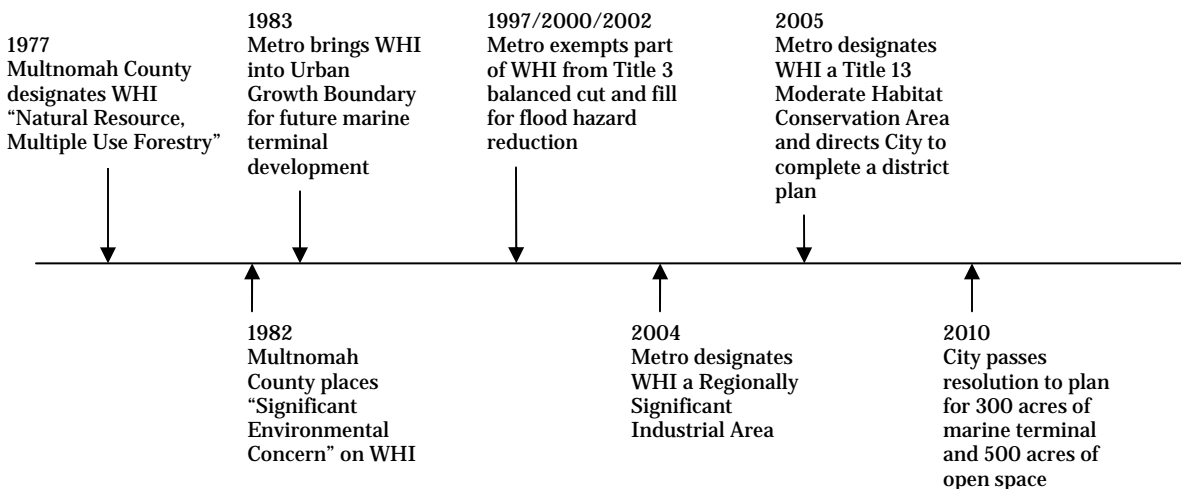 1977
Multnomah County
designates WHI
“Natural Resource,
Multiple Use Forestry”
1983
Metro brings WHI
into Urban
Growth Boundary
for future marine
terminal
development
1997/2000/2002
Metro exempts part
of WHI from Title 3
balanced cut and fill
for flood hazard
reduction
2005
Metro designates
WHI a Title 13
Moderate Habitat
Conservation Area
and directs City to
complete a district
plan
1982
Multnomah
County places
“Significant
Environmental
Concern” on WHI
2004
Metro designates
WHI a Regionally
Significant
Industrial Area
2010
City passes
resolution to plan
for 300 acres of
marine terminal
and 500 acres of
open space